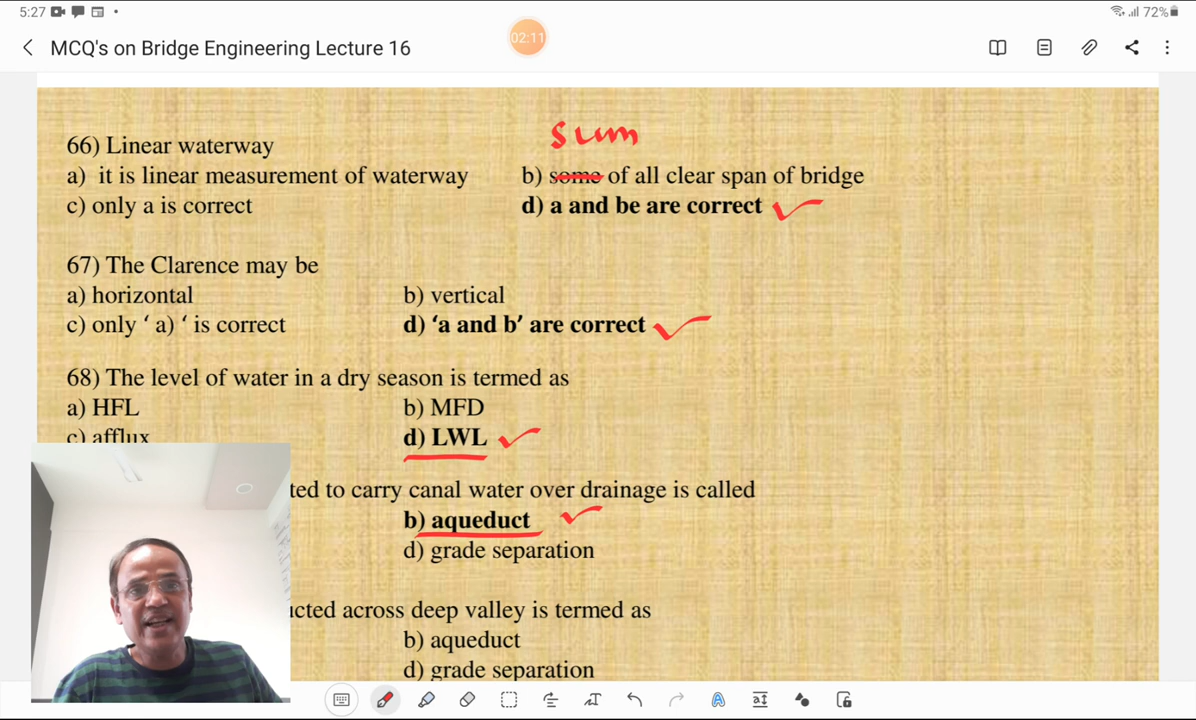 5:27 72%
MCQ's on Bridge Engineering Lecture 16
02:11
sum
66) Linear waterway
a) it is linear measurement of waterway b) some of all clear span of bridge
c) only a is correct d) a and be are correct
67) The Clarence may be
a) horizontal b) vertical
c) only ‘ a) ‘ is correct d) ‘a and b’ are correct
68) The level of water in a dry season is termed as
a) HFL b) MFD
c) afflux d) LWL
ted to carry canal water over drainage is called
b) aqueduct
d) grade separation
ucted across deep valley is termed as
b) aqueduct
d) grade separation